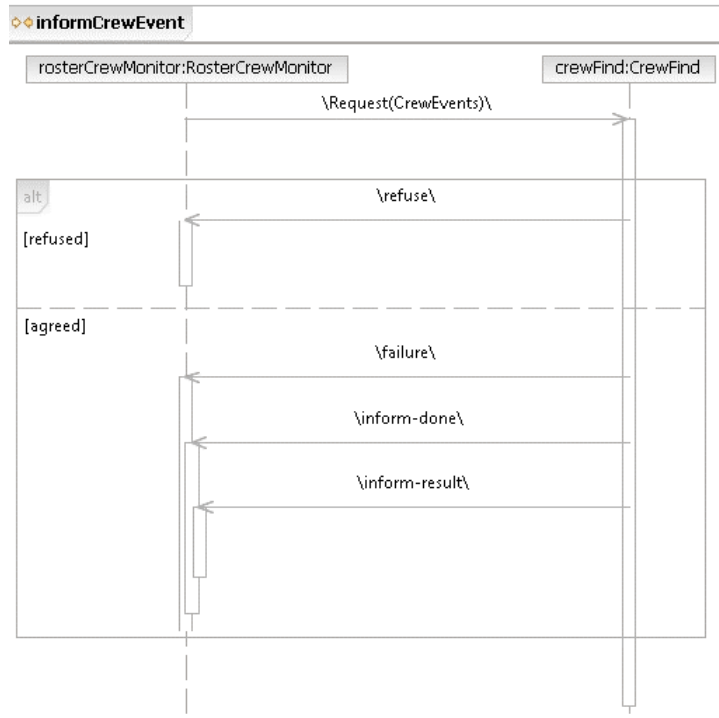 informCrewEvent
rosterCrewMonitor:RosterCrewMonitor
crewFind:CrewFind
\Request(CrewEvents)\
alt
\refuse\
[refused]
[agreed]
\failure\
\inform-done\
\inform-result\